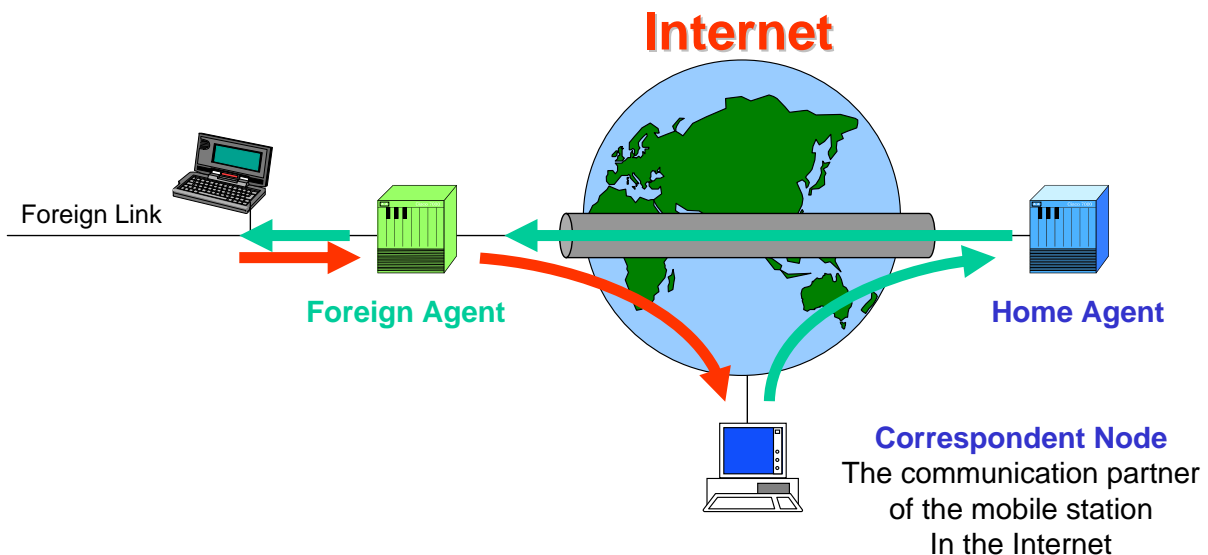 Internet
Foreign Link
Foreign Agent
Home Agent
Correspondent Node
The communication partner
of the mobile station
In the Internet